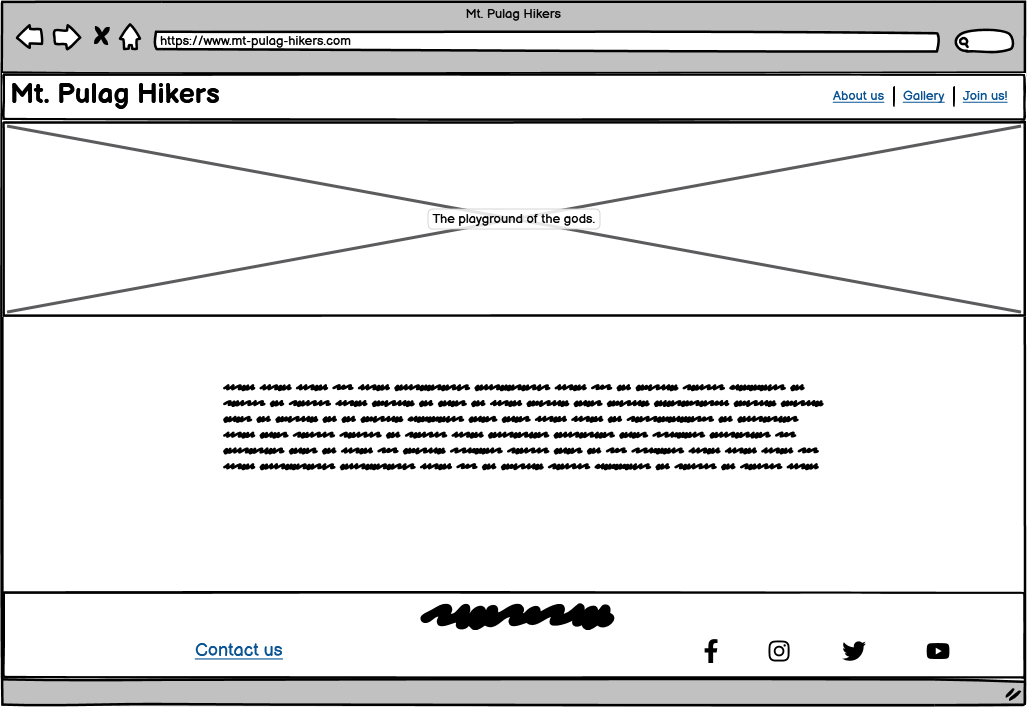 Mt. Pulag Hikers
https://www.mt-pulag-hikers.com
Mt. Pulag Hikers
About us | Gallery | Join us!
The playground of the gods.
Contact us